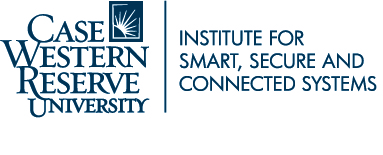 CASE
WESTERN
RESERVE
UNIVERSITY
INSTITUTE FOR
SMART, SECURE AND
CONNECTED SYSTEMS